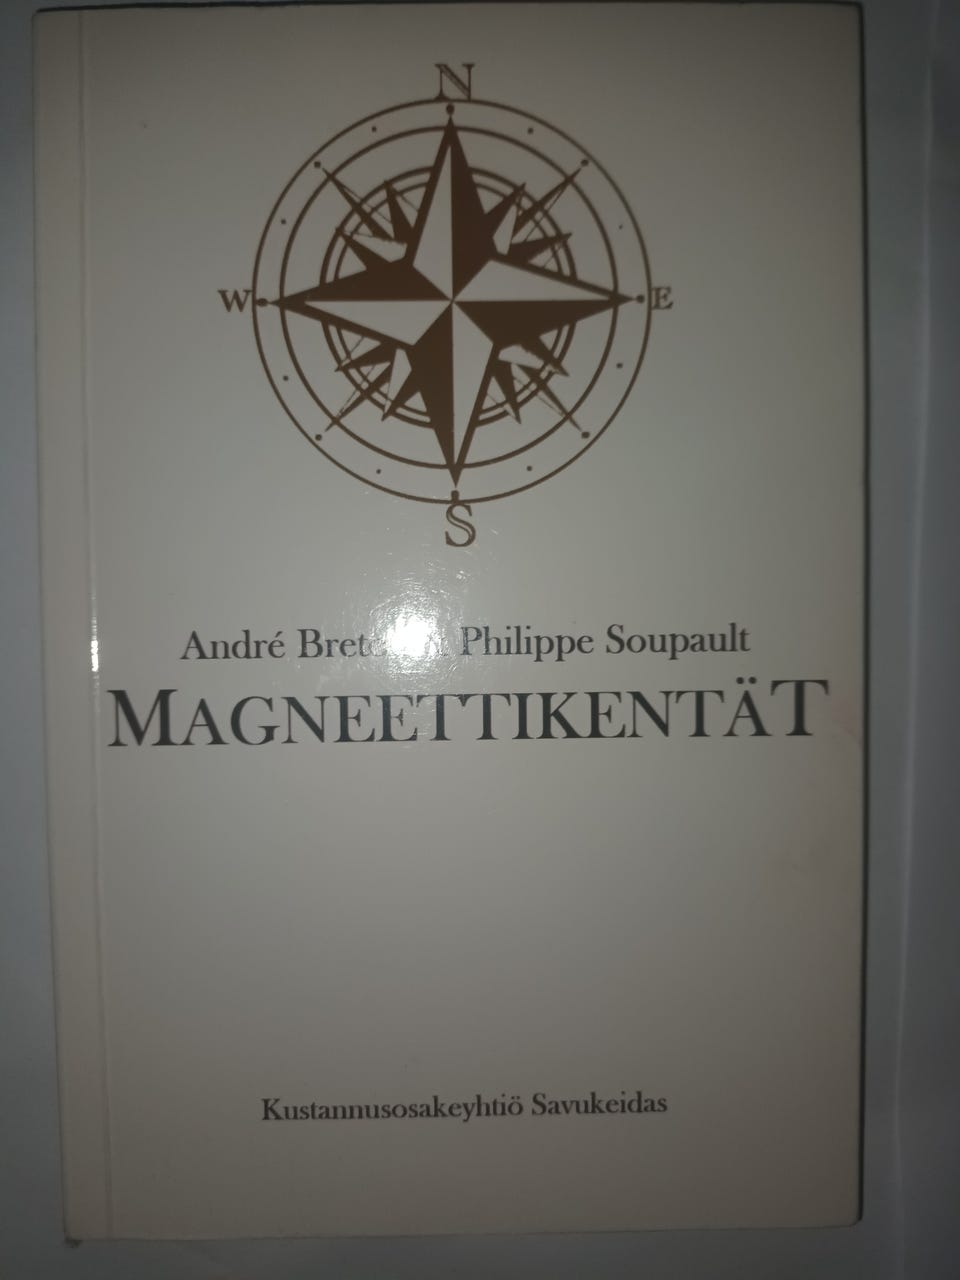 N
W E
S
André Philippe Soupault
MAGNEETTIKENTÄT
Kustannusosakeyhtiö Savukeidas